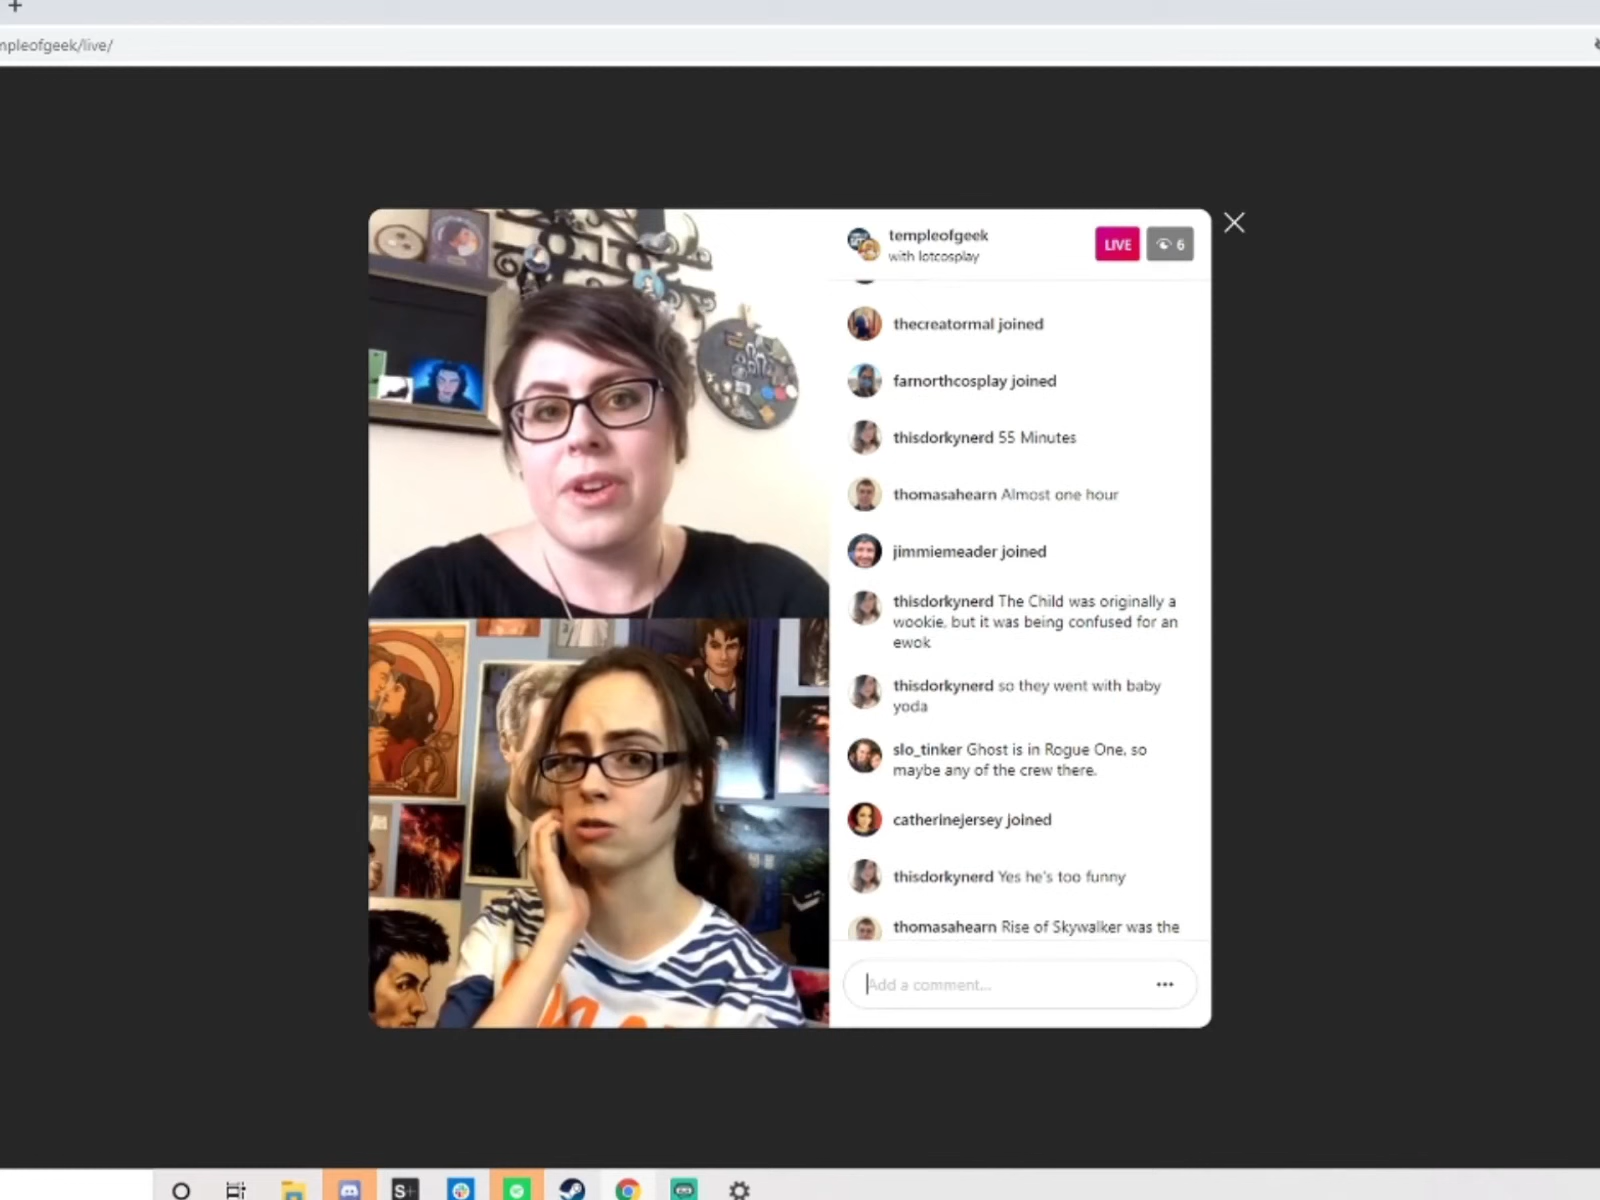 mpleofgeek/live/
templeofgeek
with lotcosplay
LIVE
6
thecreatormal joined
farnorthcosplay joined
thisdorkynerd 55 Minutes
thomasahearn Almost one hour
jimmiemeader joined
thisdorkynerd The Child was originally a
wookie, but it was being confused for an
ewok
thisdorkynerd so they went with baby
yoda
slo_tinker Ghost is in Rogue One, so
maybe any of the crew there.
catherinejersey joined
thisdorkynerd Yes he's too funny
thomasahearn Rise of Skywalker was the
Add a comment...
S+